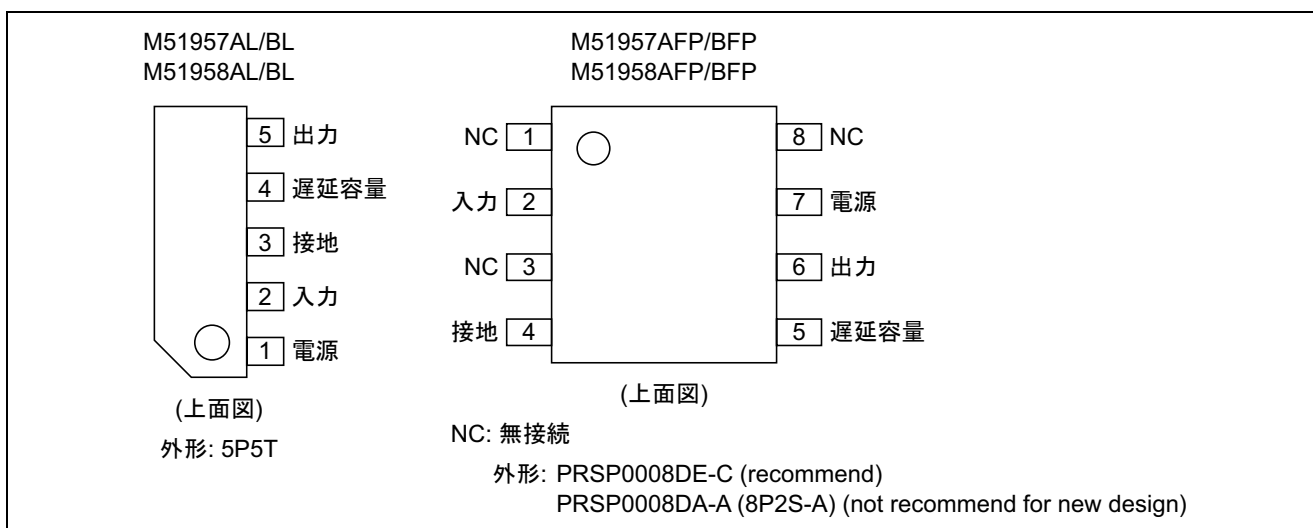 M51957AL/BL
M51958AL/BL
5 出力
4 遅延容量
3 接地
2 入力
1 電源
(上面図)
外形: 5P5T
M51957AFP/BFP
M51958AFP/BFP
NC 1
8 NC
入力 2
7 電源
NC 3
6 出力
接地 4
5 遅延容量
(上面図)
NC: 無接続
外形: PRSP0008DE-C (recommend)
PRSP0008DA-A (8P2S-A) (not recommend for new design)